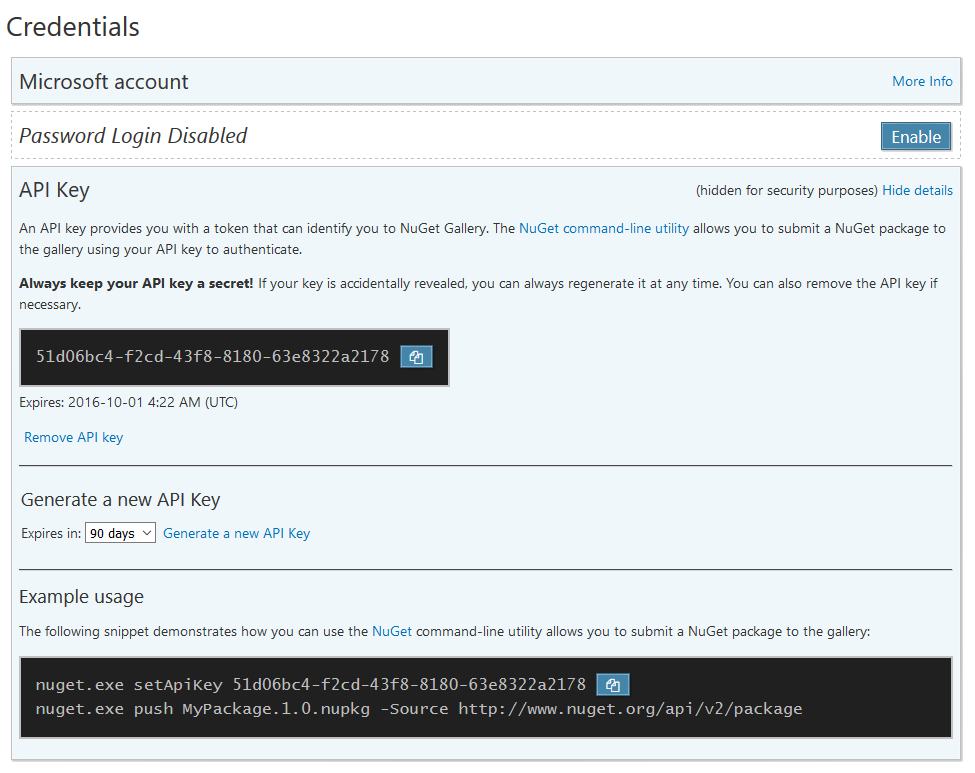 Credentials
Microsoft account More Info
Password Login Disabled Enable
API Key (hidden for security purposes) Hide details
An API key provides you with a token that can identify you to NuGet Gallery. The NuGet command-line utility allows you to submit a NuGet package to
the gallery using your API key to authenticate.
Always keep your API key a secret! If your key is accidentally revealed, you can always regenerate it at any time. You can also remove the API key if
necessary.
51d06bc4-f2cd-43f8-8180-63e8322a2178
Expires: 2016-10-01 4:22 AM (UTC)
Remove API key
Generate a new API Key
Expires in: 90 days Generate a new API Key
Example usage
The following snippet demonstrates how you can use the NuGet command-line utility allows you to submit a NuGet package to the gallery:
nuget.exe setApiKey 51d06bc4-f2cd-43f8-8180-63e8322a2178
nuget.exe push MyPackage.1.0.nupkg -Source http://www.nuget.org/api/v2/package